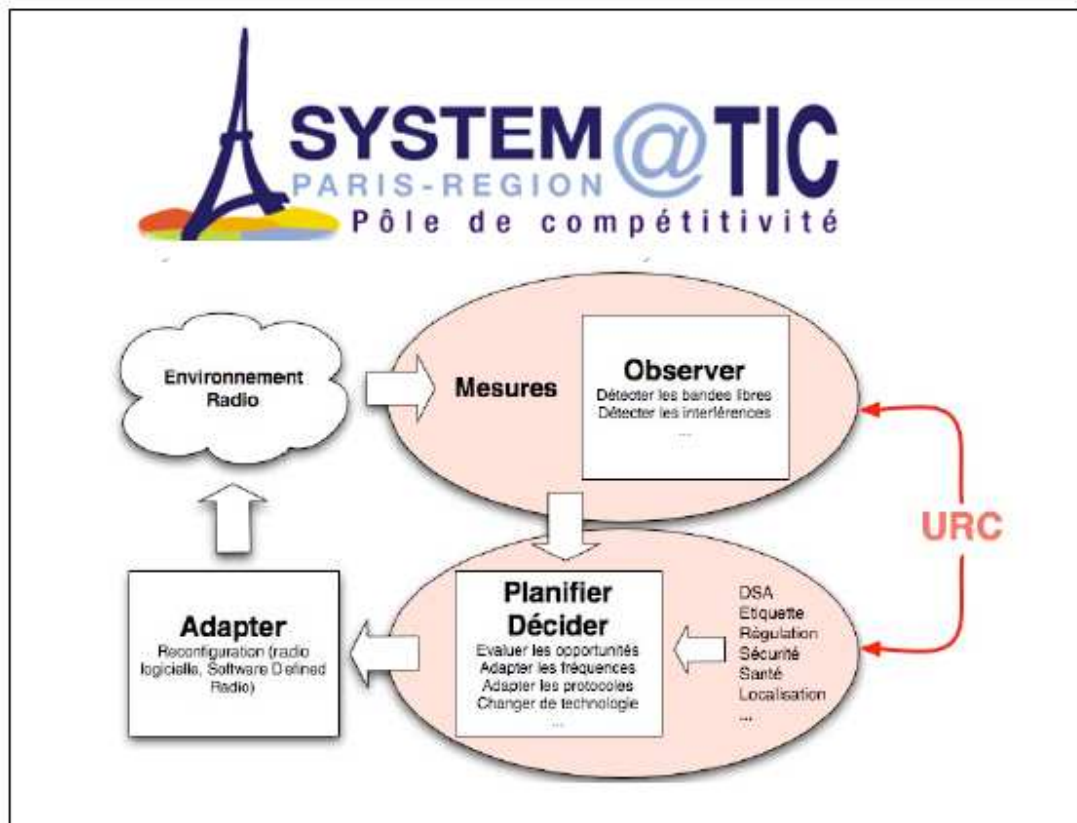 SYSTEM@TIC
PARIS-REGION
Pôle de compétitivité
Environnement
Radio
Mesures
Observer
Détecter les bandes libres
Détecter les interférences
...
URC
Adapter
Reconfiguration (radio
logicielle, Software Defined
Radio)
Planifier
Décider
Evaluer les opportunités
Adapter les fréquences
Adapter les protocoles
Changer de technologie
...
DSA
Etiquette
Régulation
Sécurité
Santé
Localisation
...